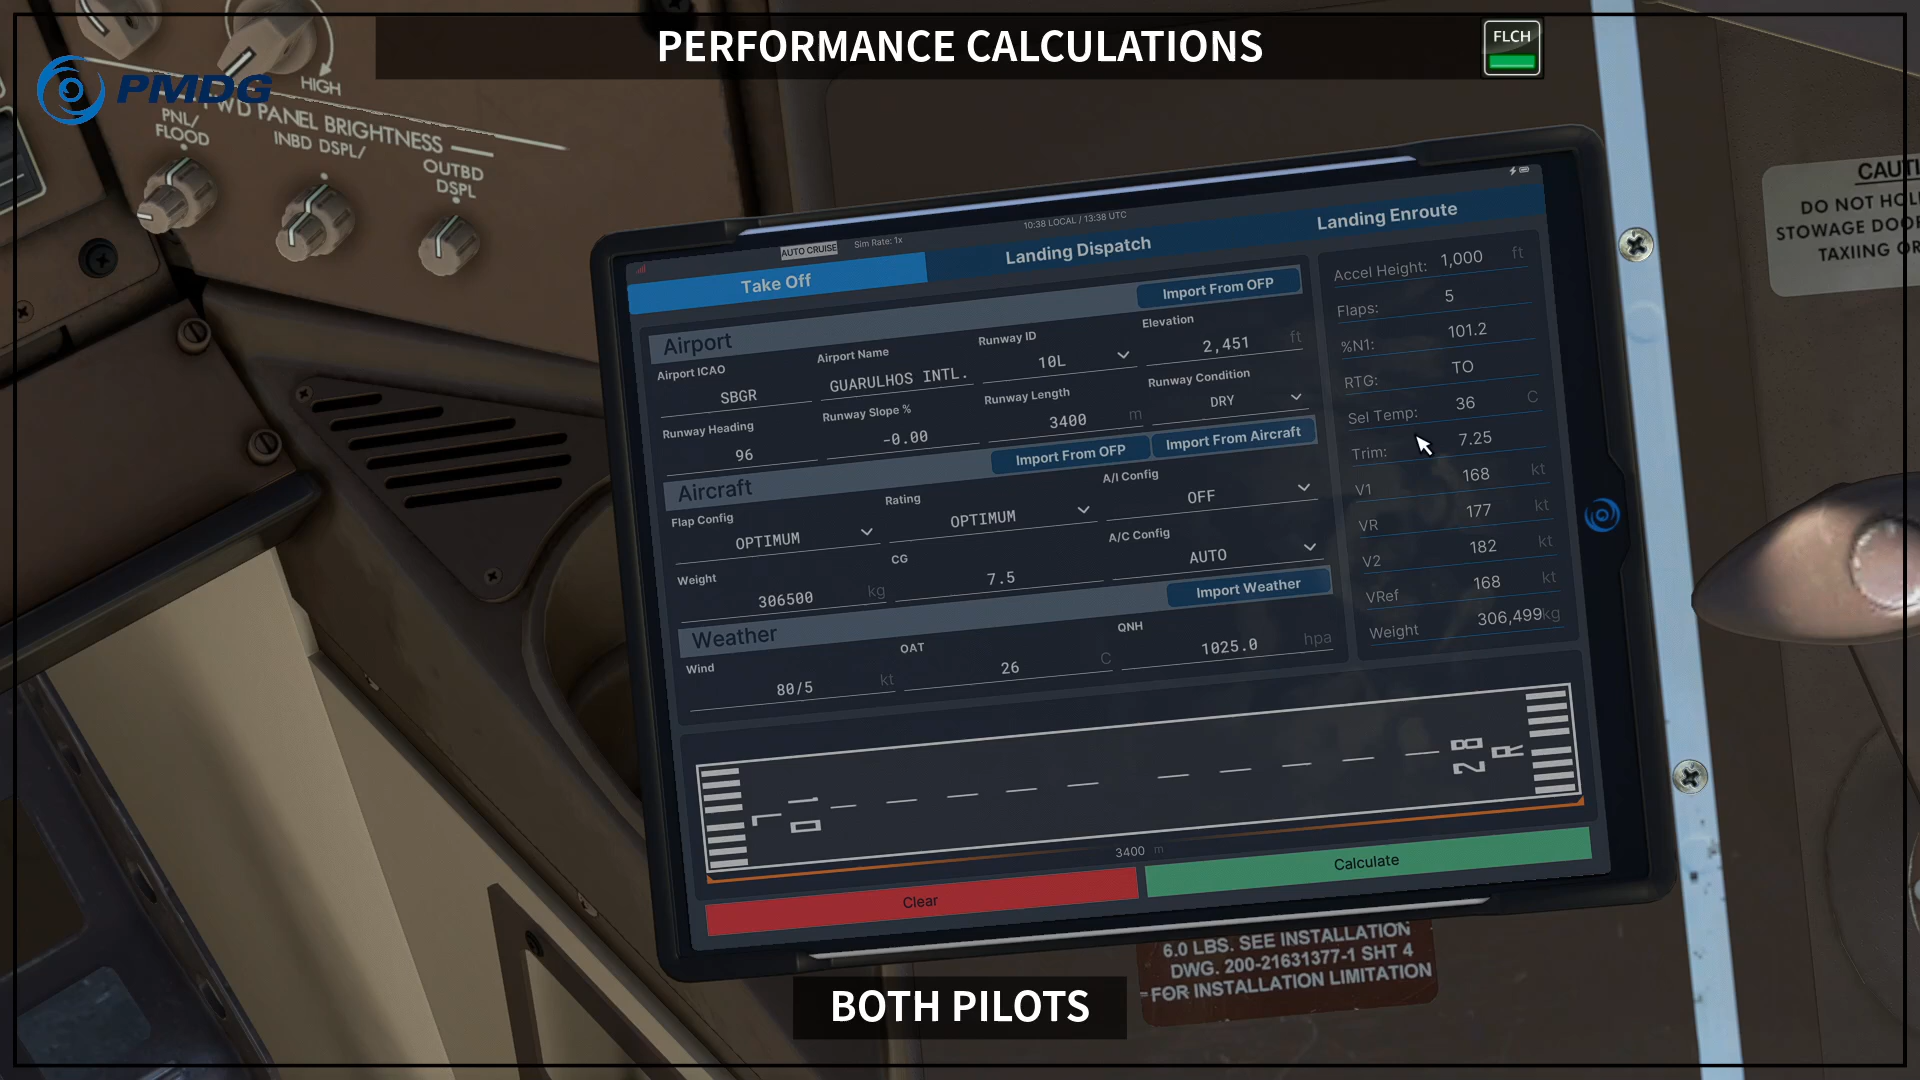 PERFORMANCE CALCULATIONS
FLCH
PMDG
HIGH
FWD PANEL BRIGHTNESS
PNL/
FLOOD
INBD DSPL/
OUTBD
DSPL
CAUTI
DO NOT HOL
STOWAGE DOO
TAXIING OR
10:38 LOCAL / 13:38 UTC
AUTO CRUISE
Sim Rate: 1x
Take Off
Landing Dispatch
Landing Enroute
Airport
Import From OFP
Airport ICAO
Airport Name
Runway ID
Elevation
SBGR
GUARULHOS INTL.
10L
2,451 ft
Runway Heading
Runway Slope %
Runway Length
Runway Condition
96
-0.00
3400 m
DRY
Aircraft
Import From OFP
Import From Aircraft
Flap Config
Rating
A/I Config
OPTIMUM
OPTIMUM
OFF
Weight
CG
A/C Config
306500 kg
7.5
AUTO
Weather
Import Weather
Wind
OAT
QNH
80/5 kt
26 C
1025.0 hpa
Accel Height: 1,000 ft
Flaps: 5
%N1: 101.2
RTG: TO
Sel Temp: 36 C
Trim: 7.25
V1 168 kt
VR 177 kt
V2 182 kt
VRef 168 kt
Weight 306,499kg
10
L
28
R
3400 m
Clear
Calculate
6.0 LBS. SEE INSTALLATION
DWG. 200-21631377-1 SHT 4
FOR INSTALLATION LIMITATION
BOTH PILOTS